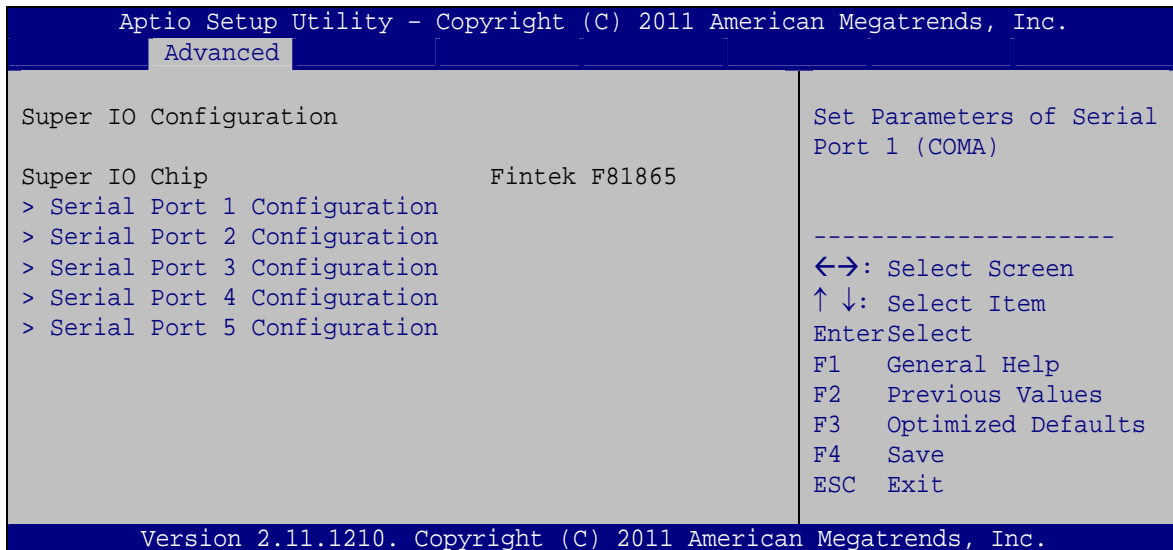 Aptio Setup Utility – Copyright (C) 2011 American Megatrends, Inc.
Advanced
Super IO Configuration
Super IO Chip Fintek F81865
> Serial Port 1 Configuration
> Serial Port 2 Configuration
> Serial Port 3 Configuration
> Serial Port 4 Configuration
> Serial Port 5 Configuration
Set Parameters of Serial
Port 1 (COMA)
---------------------
←→: Select Screen
↑ ↓: Select Item
EnterSelect
F1 General Help
F2 Previous Values
F3 Optimized Defaults
F4 Save
ESC Exit
Version 2.11.1210. Copyright (C) 2011 American Megatrends, Inc.